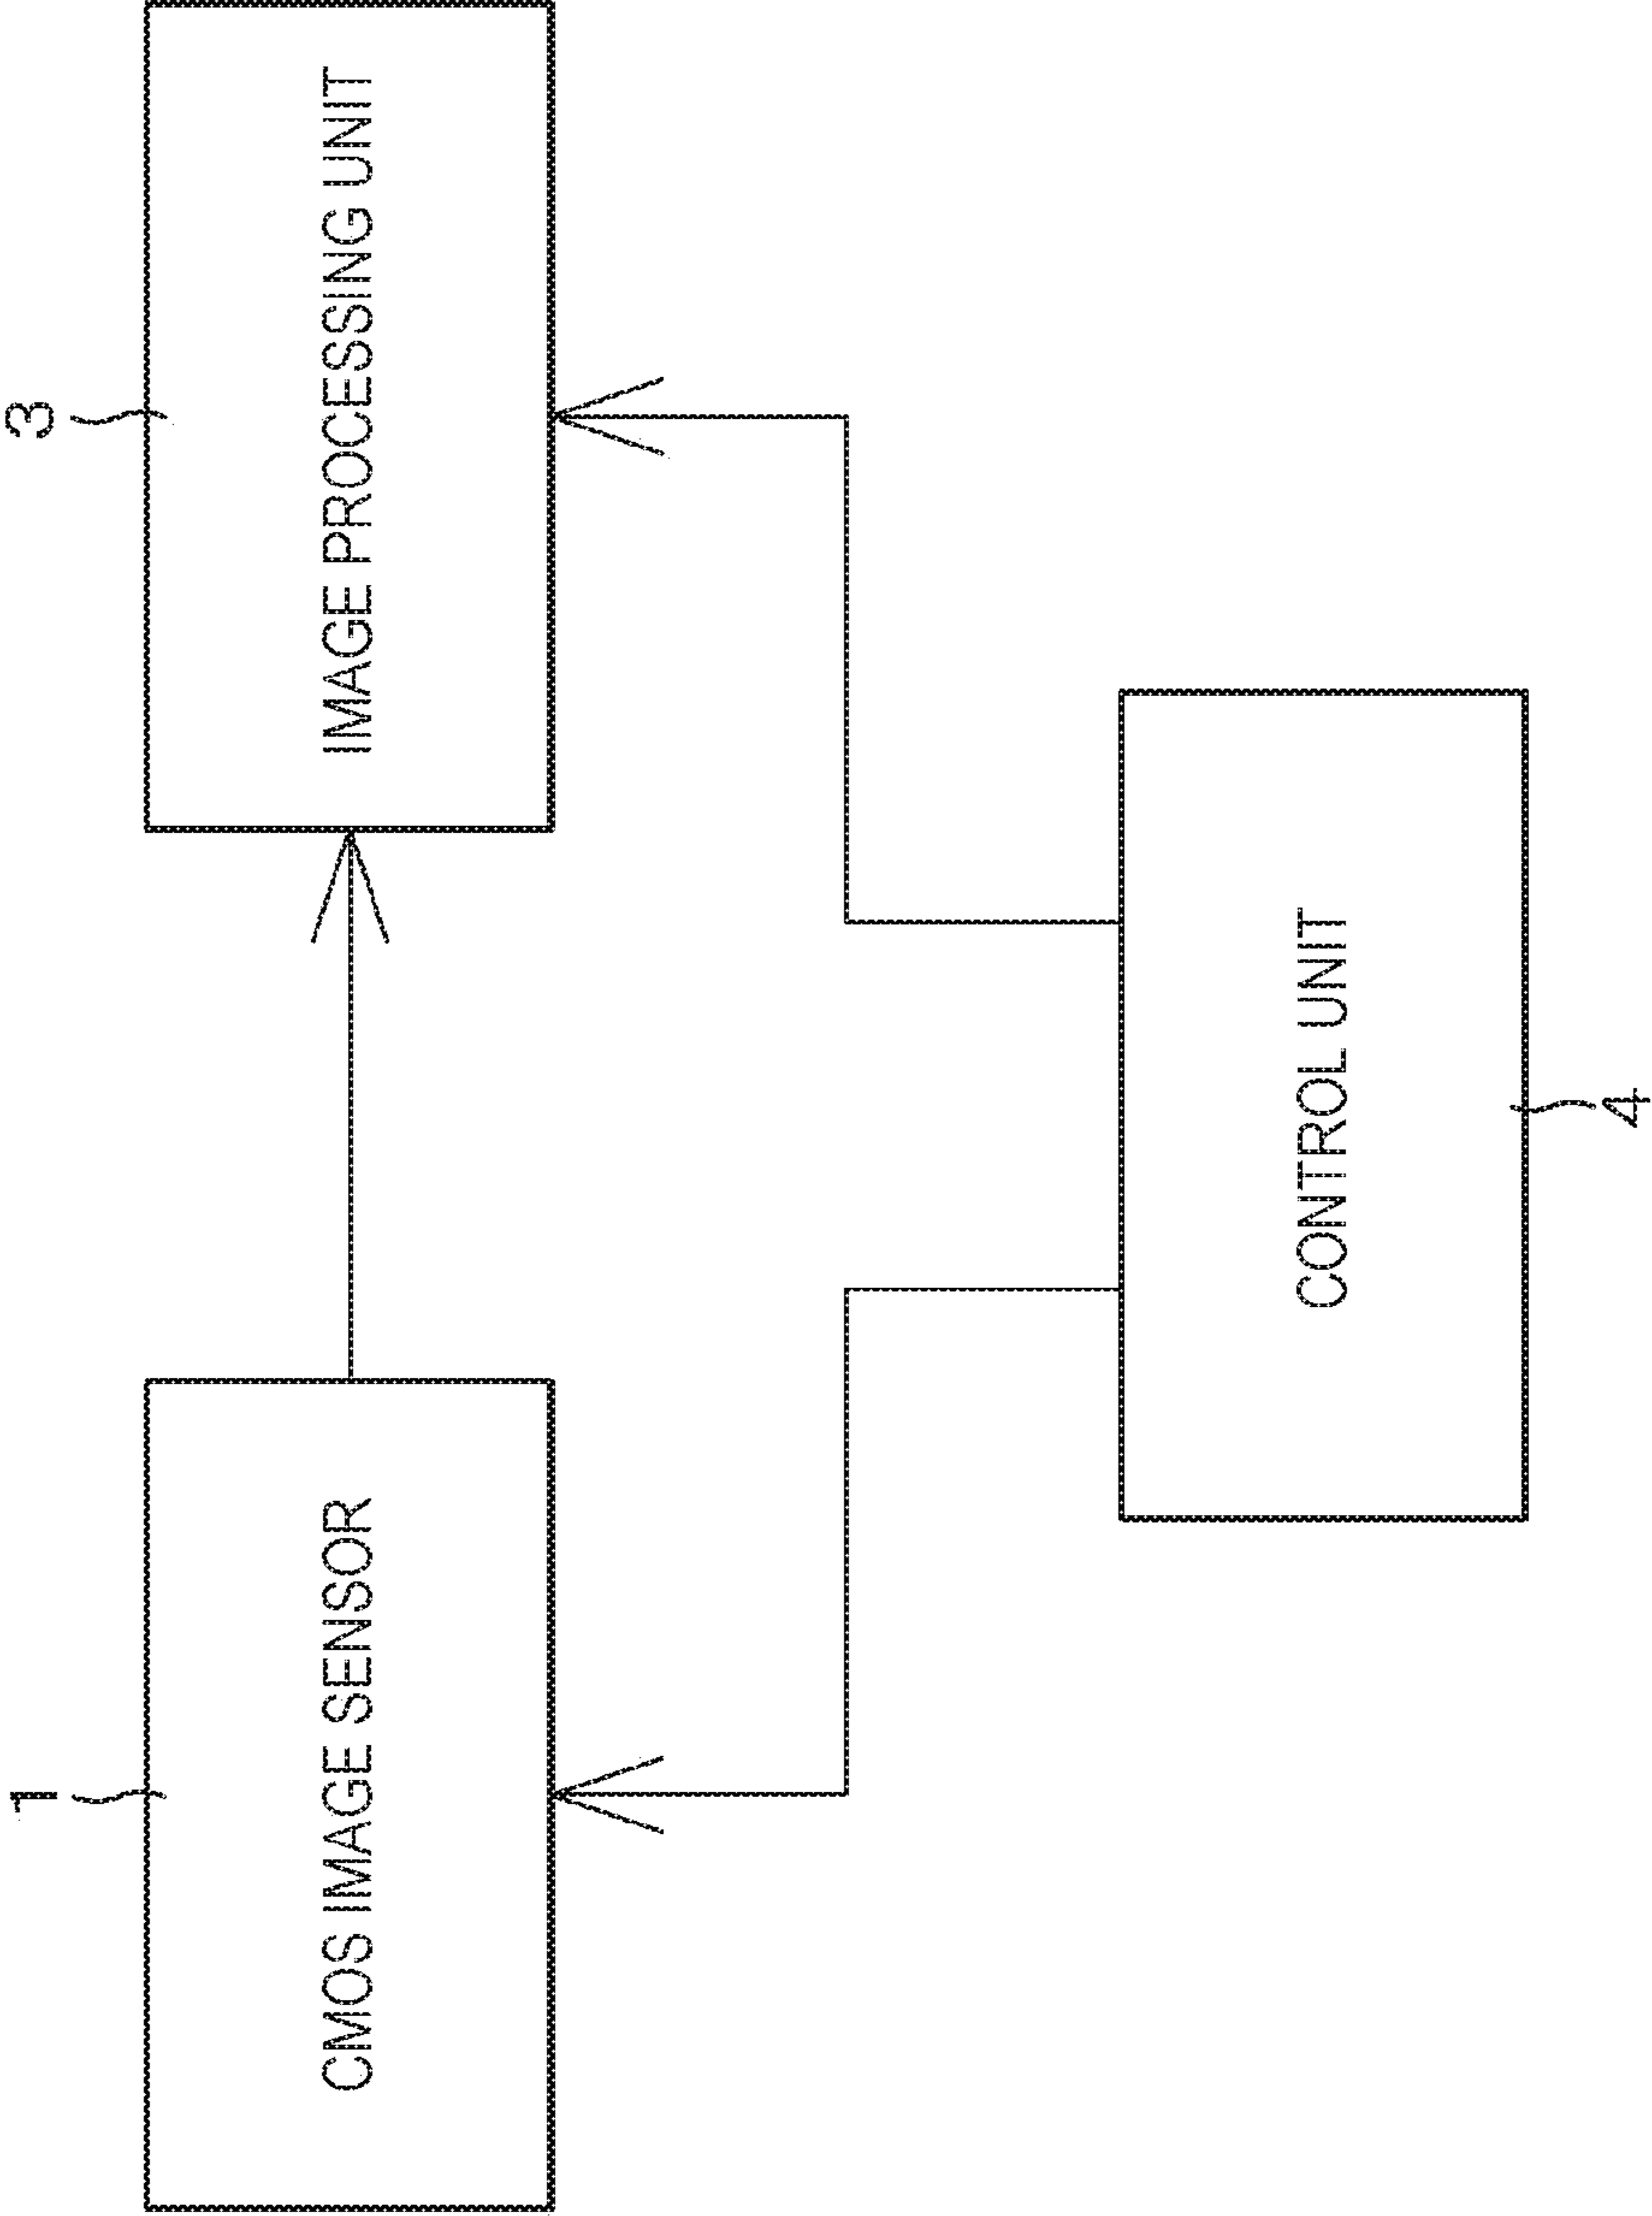 1
3
CMOS IMAGE SENSOR
IMAGE PROCESSING UNIT
CONTROL UNIT
4